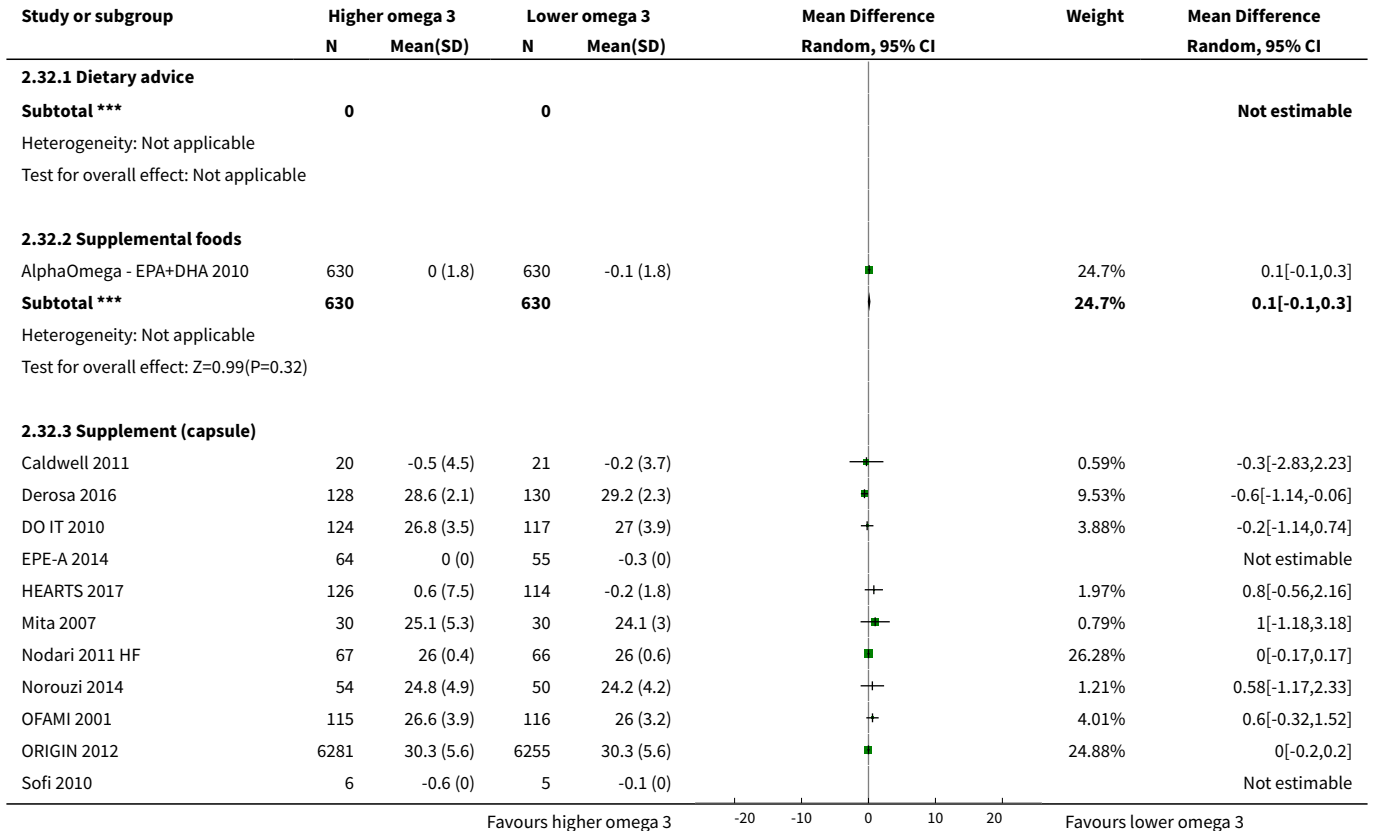 Study or subgroup Higher omega 3 Lower omega 3 Mean Difference Weight Mean Difference
N Mean(SD) N Mean(SD) Random, 95% CI Random, 95% CI
2.32.1 Dietary advice
Subtotal *** 0 0 Not estimable
Heterogeneity: Not applicable
Test for overall effect: Not applicable
2.32.2 Supplemental foods
AlphaOmega - EPA+DHA 2010 630 0 (1.8) 630 -0.1 (1.8) 24.7% 0.1[-0.1,0.3]
Subtotal *** 630 630 24.7% 0.1[-0.1,0.3]
Heterogeneity: Not applicable
Test for overall effect: Z=0.99(P=0.32)
2.32.3 Supplement (capsule)
Caldwell 2011 20 -0.5 (4.5) 21 -0.2 (3.7) 0.59% -0.3[-2.83,2.23]
Derosa 2016 128 28.6 (2.1) 130 29.2 (2.3) 9.53% -0.6[-1.14,-0.06]
DO IT 2010 124 26.8 (3.5) 117 27 (3.9) 3.88% -0.2[-1.14,0.74]
EPE-A 2014 64 0 (0) 55 -0.3 (0) Not estimable
HEARTS 2017 126 0.6 (7.5) 114 -0.2 (1.8) 1.97% 0.8[-0.56,2.16]
Mita 2007 30 25.1 (5.3) 30 24.1 (3) 0.79% 1[-1.18,3.18]
Nodari 2011 HF 67 26 (0.4) 66 26 (0.6) 26.28% 0[-0.17,0.17]
Norouzi 2014 54 24.8 (4.9) 50 24.2 (4.2) 1.21% 0.58[-1.17,2.33]
OFAMI 2001 115 26.6 (3.9) 116 26 (3.2) 4.01% 0.6[-0.32,1.52]
ORIGIN 2012 6281 30.3 (5.6) 6255 30.3 (5.6) 24.88% 0[-0.2,0.2]
Sofi 2010 6 -0.6 (0) 5 -0.1 (0) Not estimable
Favours higher omega 3 -20 -10 0 10 20 Favours lower omega 3